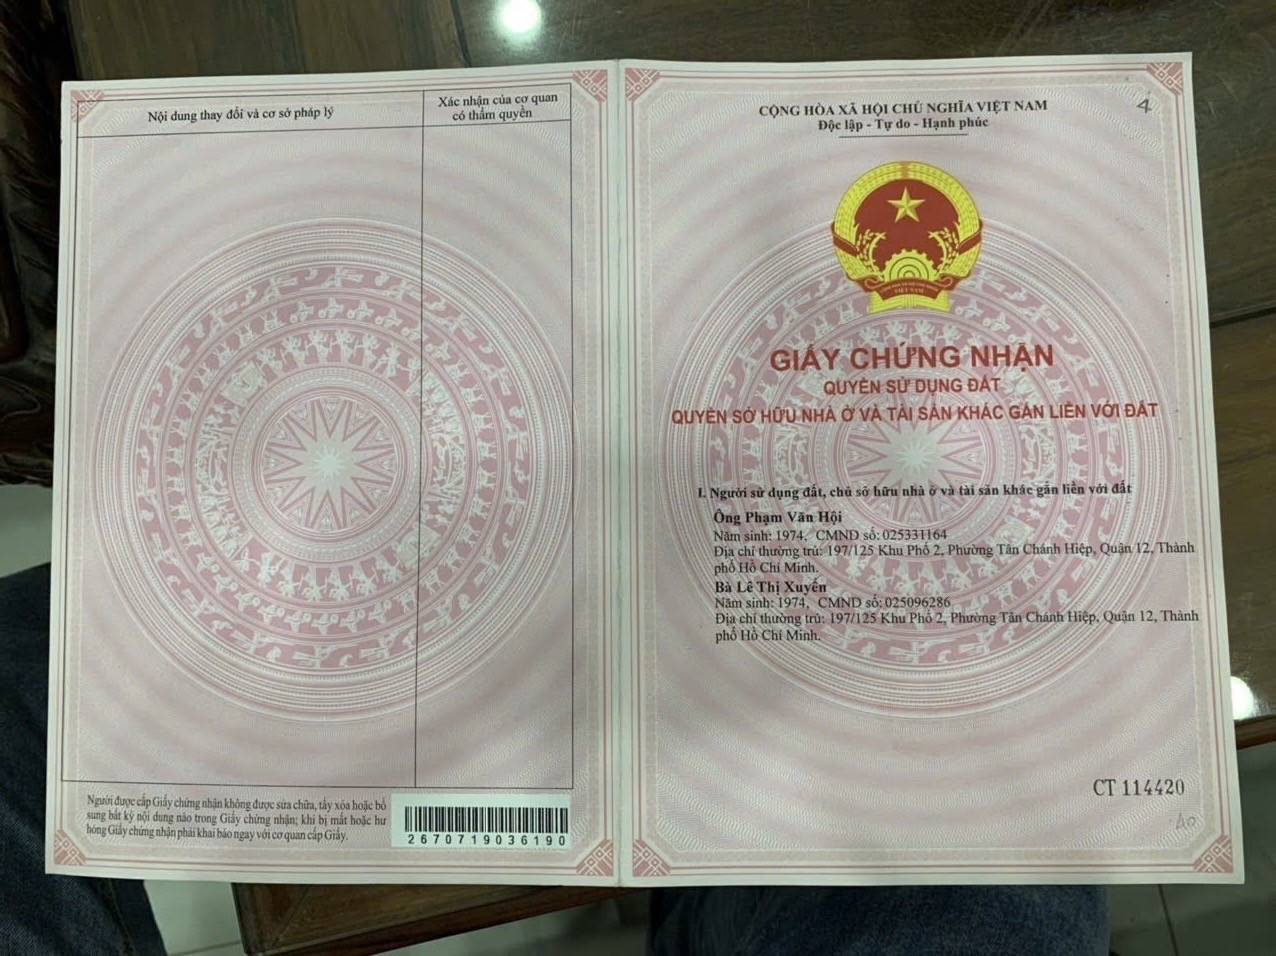 Nội dung thay đổi và cơ sở pháp lý
Xác nhận của cơ quan
có thẩm quyền
Người được cấp Giấy chứng nhận không được sửa chữa, tẩy xóa hoặc bổ
sung bất kỳ nội dung nào trong Giấy chứng nhận; khi bị mất hoặc hư
hỏng Giấy chứng nhận phải khai báo ngay với cơ quan cấp Giấy.
2670719036190
CỘNG HÒA XÃ HỘI CHỦ NGHĨA VIỆT NAM
Độc lập - Tự do - Hạnh phúc
4
VIỆT NAM
GIẤY CHỨNG NHẬN
QUYỀN SỬ DỤNG ĐẤT
QUYỀN SỞ HỮU NHÀ Ở VÀ TÀI SẢN KHÁC GẮN LIỀN VỚI ĐẤT
I. Người sử dụng đất, chủ sở hữu nhà ở và tài sản khác gắn liền với đất
Ông Phạm Văn Hội
Năm sinh: 1974, CMND số: 025331164
Địa chỉ thường trú: 197/125 Khu Phố 2, Phường Tân Chánh Hiệp, Quận 12, Thành
phố Hồ Chí Minh.
Bà Lê Thị Xuyến
Năm sinh: 1974, CMND số: 025096286
Địa chỉ thường trú: 197/125 Khu Phố 2, Phường Tân Chánh Hiệp, Quận 12, Thành
phố Hồ Chí Minh.
CT 114420